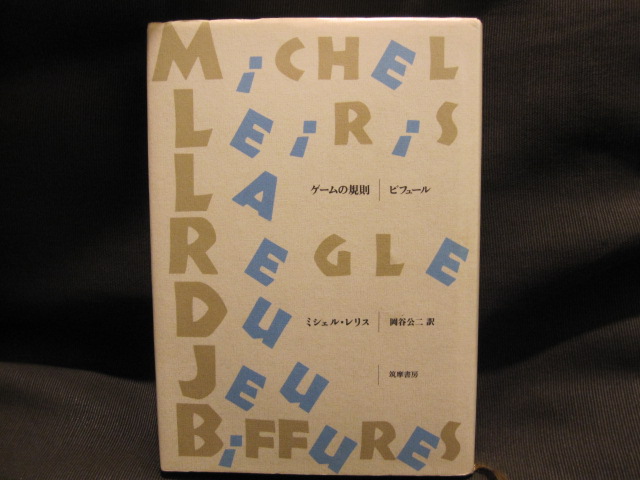 MiCHEL
LEiRiS
LA
ゲームの規則 ビフュール
REGLE
DU
ミシェル・レリス 岡谷公二 訳
JEU
筑摩書房
BiFFURES